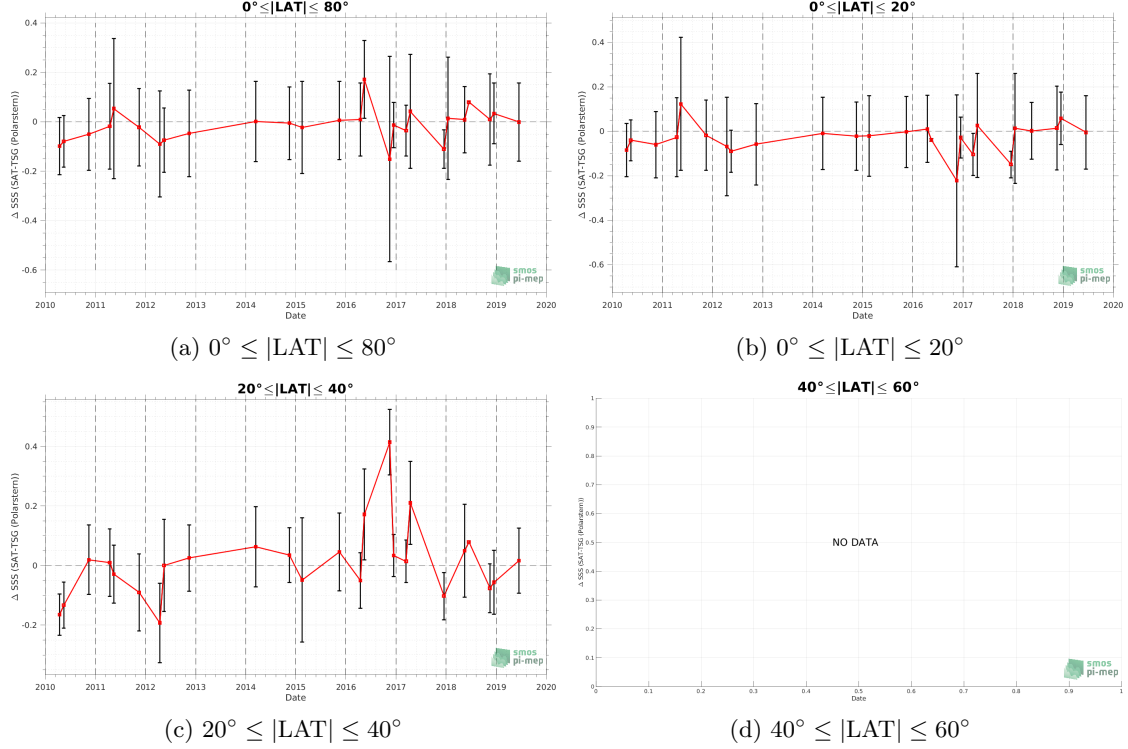 0°≤|LAT|≤ 80°
Δ SSS (SAT-TSG (Polarstern))
0.4
0.2
0
-0.2
-0.4
-0.6
2010 2011 2012 2013 2014 2015 2016 2017 2018 2019 2020
Date
smos
pi-mep
(a) 0° ≤ |LAT| ≤ 80°
0°≤|LAT|≤ 20°
Δ SSS (SAT-TSG (Polarstern))
0.4
0.2
0
-0.2
-0.4
-0.6
2010 2011 2012 2013 2014 2015 2016 2017 2018 2019 2020
Date
smos
pi-mep
(b) 0° ≤ |LAT| ≤ 20°
20°≤|LAT|≤ 40°
Δ SSS (SAT-TSG (Polarstern))
0.4
0.2
0
-0.2
2010 2011 2012 2013 2014 2015 2016 2017 2018 2019 2020
Date
smos
pi-mep
(c) 20° ≤ |LAT| ≤ 40°
40°≤|LAT|≤ 60°
Δ SSS (SAT-TSG (Polarstern))
1
0.9
0.8
0.7
0.6
0.5
0.4
0.3
0.2
0.1
0
NO DATA
0 0.1 0.2 0.3 0.4 0.5 0.6 0.7 0.8 0.9 1
Date
smos
pi-mep
(d) 40° ≤ |LAT| ≤ 60°